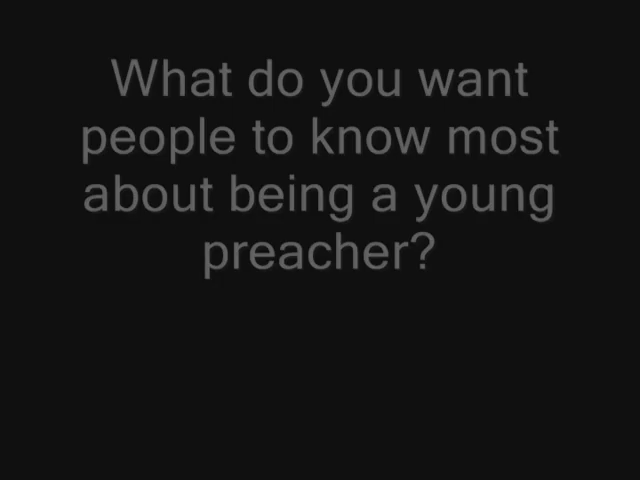 What do you want
people to know most
about being a young
preacher?